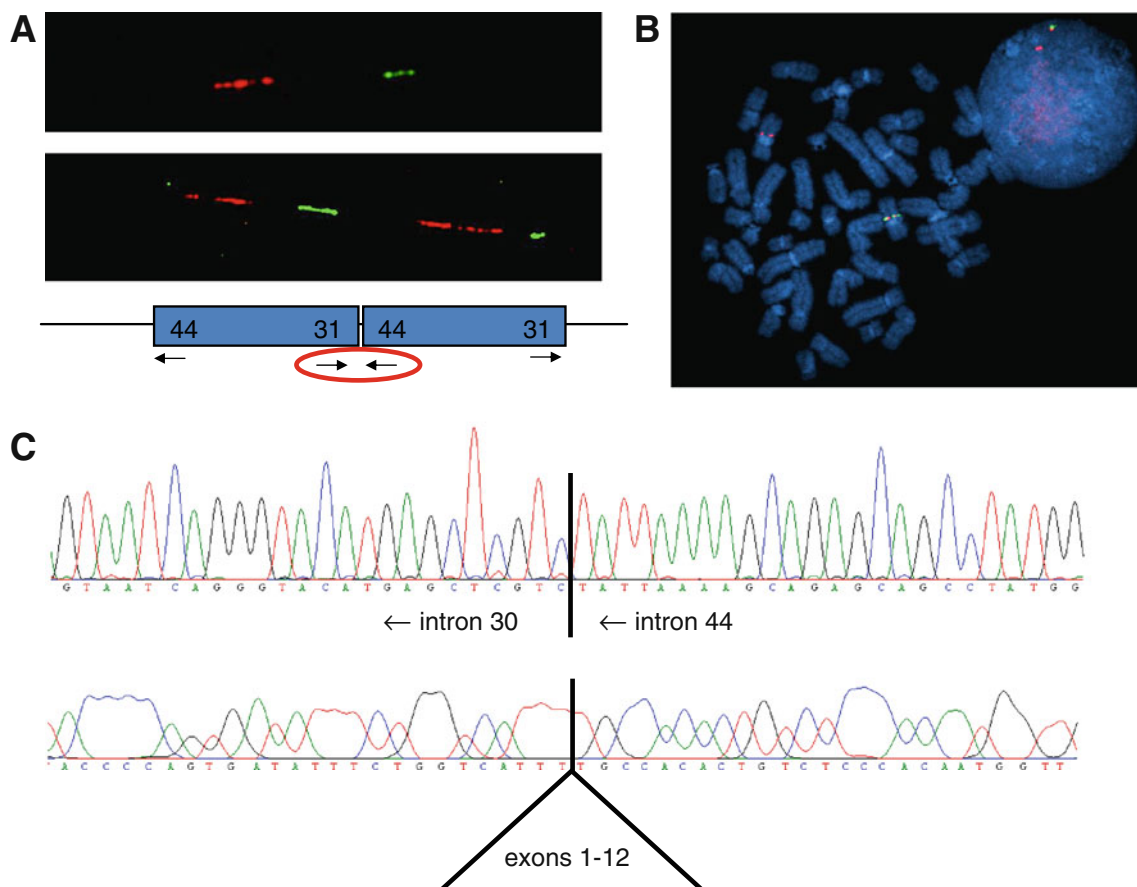 A
B
44 31 44 31
C
G T A A T C A G G G T A C A T G A G C T C G T C T A T T A A A A G C A G A G C A G C C T A T G G
← intron 30 ← intron 44
A C C C C A G T G A T A T T T C T G G T C A T T T T G C C A C A C T G T C T C C C A C A A T G G T T
exons 1-12